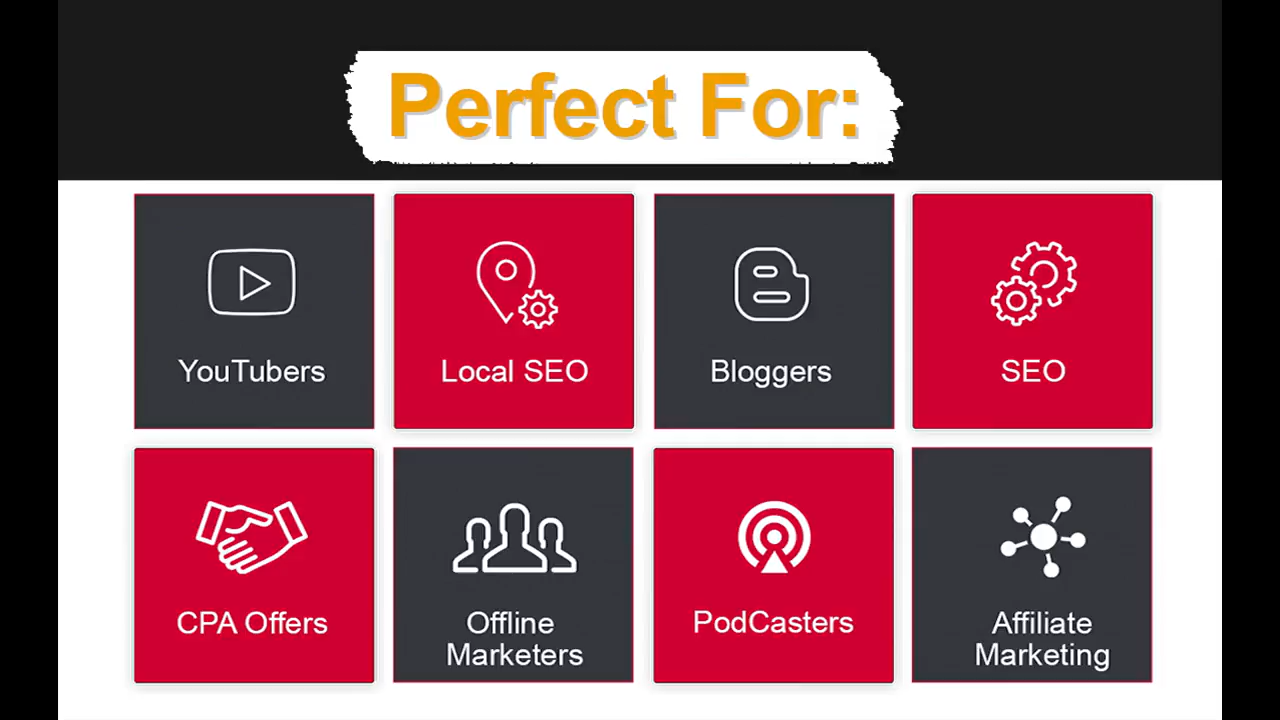 Perfect For:
YouTubers
Local SEO
Bloggers
SEO
CPA Offers
Offline
Marketers
PodCasters
Affiliate
Marketing